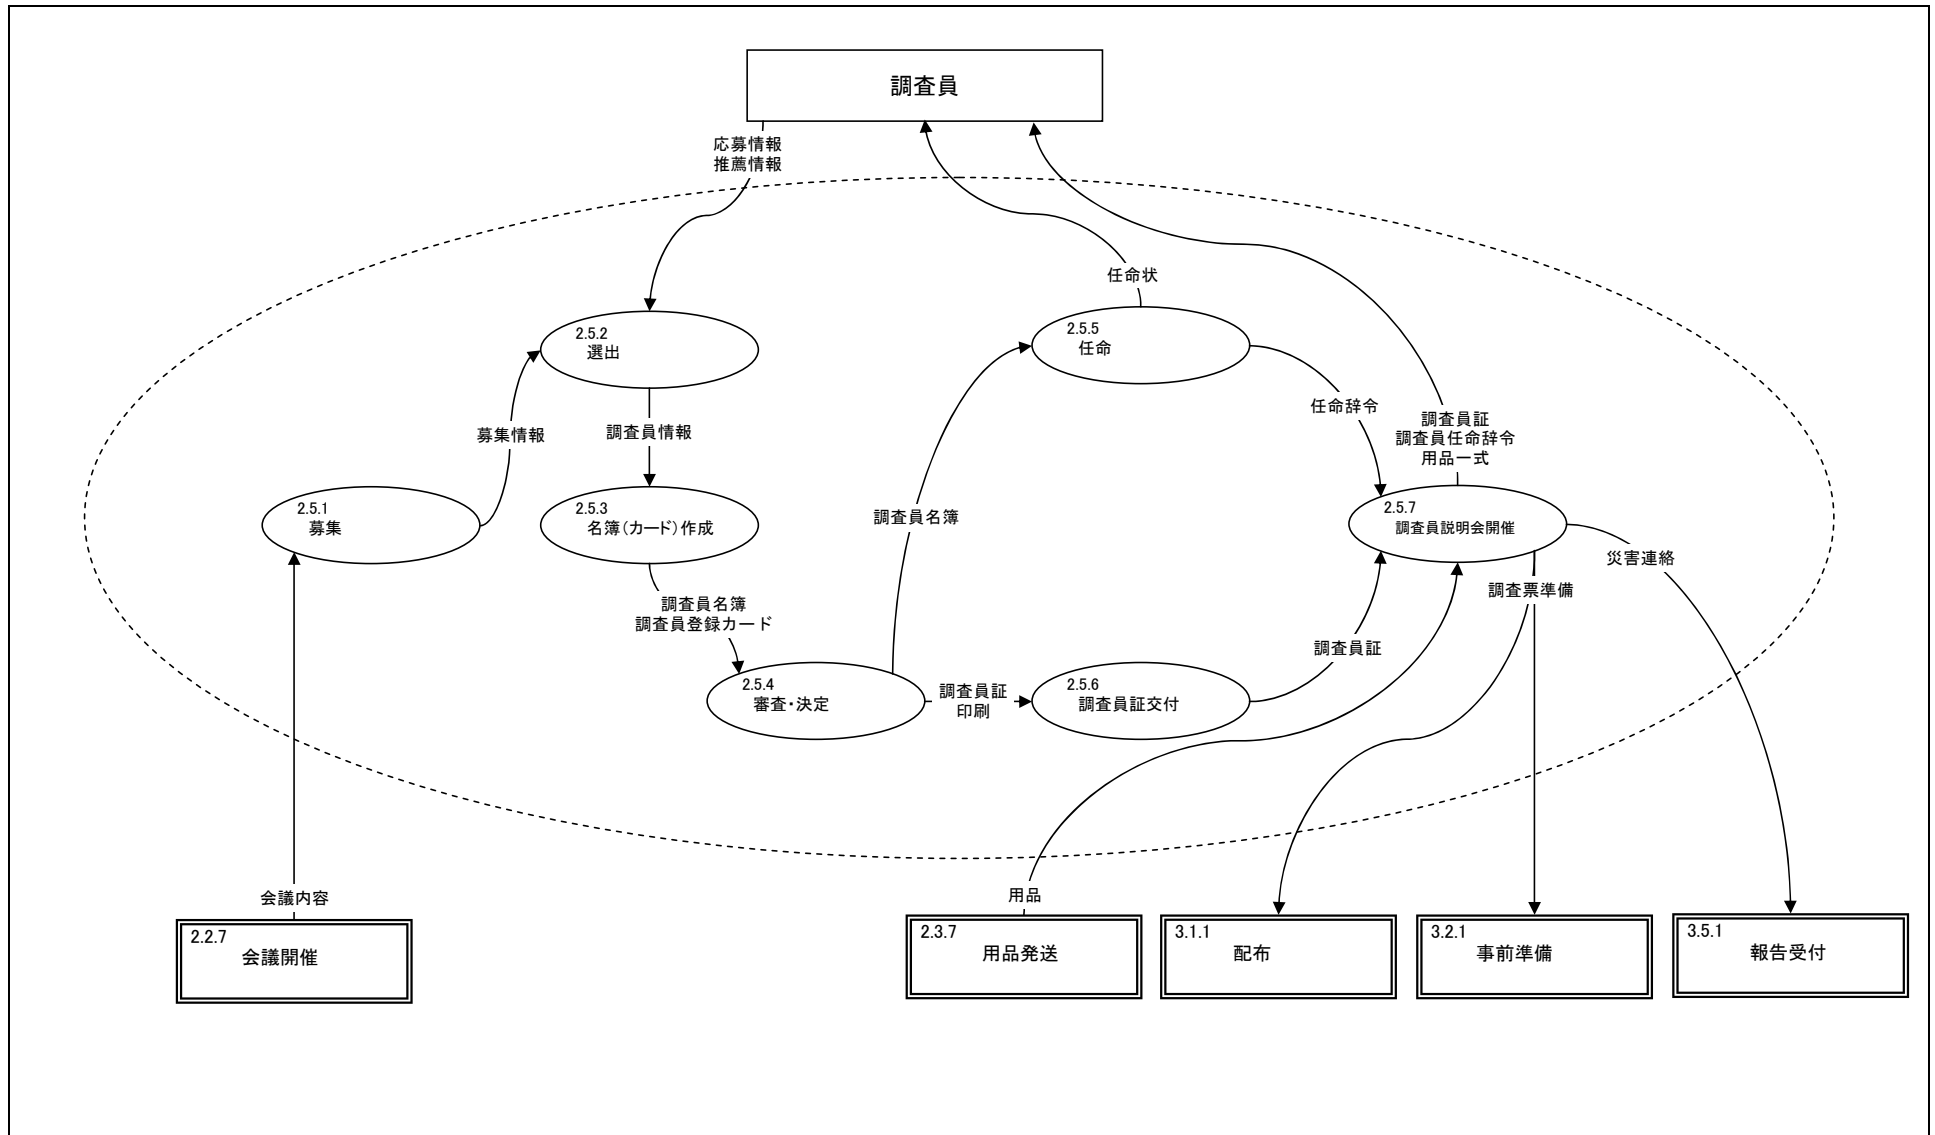 調査員
応募情報
推薦情報
任命状
2.5.2
選出
2.5.5
任命
募集情報
調査員情報
任命辞令
調査員証
調査員任命辞令
用品一式
2.5.1
募集
2.5.3
名簿(カード)作成
調査員名簿
2.5.7
調査員説明会開催
災害連絡
調査票準備
調査員名簿
調査員登録カード
調査員証
2.5.4
審査・決定
調査員証
印刷
2.5.6
調査員証交付
会議内容
用品
2.2.7
会議開催
2.3.7
用品発送
3.1.1
配布
3.2.1
事前準備
3.5.1
報告受付